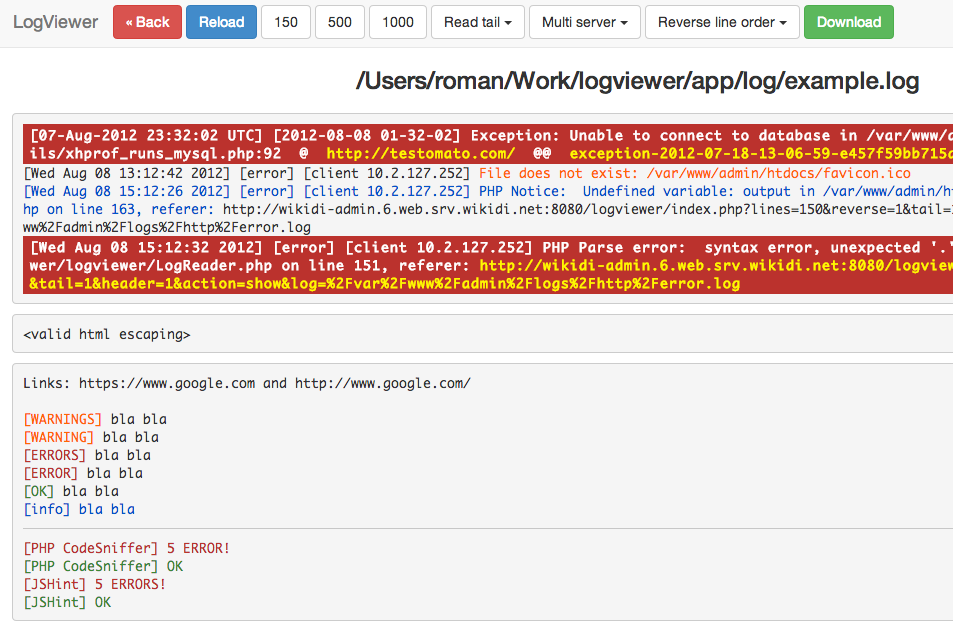 LogViewer « Back Reload 150 500 1000 Read tail Multi server Reverse line order Download
/Users/roman/Work/logviewer/app/log/example.log
[07-Aug-2012 23:32:02 UTC] [2012-08-08 01-32-02] Exception: Unable to connect to database in /var/www/
ils/xhprof_runs_mysql.php:92 @ http://testomato.com/ @@ exception-2012-07-18-13-06-59-e457f59bb715
[Wed Aug 08 13:12:42 2012] [error] [client 10.2.127.252] File does not exist: /var/www/admin/htdocs/favicon.ico
[Wed Aug 08 15:12:26 2012] [error] [client 10.2.127.252] PHP Notice:  Undefined variable: output in /var/www/admin/h
hp on line 163, referer: http://wikidi-admin.6.web.srv.wikidi.net:8080/logviewer/index.php?lines=150&reverse=1&tail=
ww%2Fadmin%2Flogs%2Fhttp%2Ferror.log
[Wed Aug 08 15:12:32 2012] [error] [client 10.2.127.252] PHP Parse error:  syntax error, unexpected '.'
wer/logviewer/LogReader.php on line 151, referer: http://wikidi-admin.6.web.srv.wikidi.net:8080/logview
&tail=1&header=1&action=show&log=%2Fvar%2Fwww%2Fadmin%2Flogs%2Fhttp%2Ferror.log
<valid html escaping>
Links: https://www.google.com and http://www.google.com/
[WARNINGS] bla bla
[WARNING] bla bla
[ERRORS] bla bla
[ERROR] bla bla
[OK] bla bla
[info] bla bla
[PHP CodeSniffer] 5 ERROR!
[PHP CodeSniffer] OK
[JSHint] 5 ERRORS!
[JSHint] OK